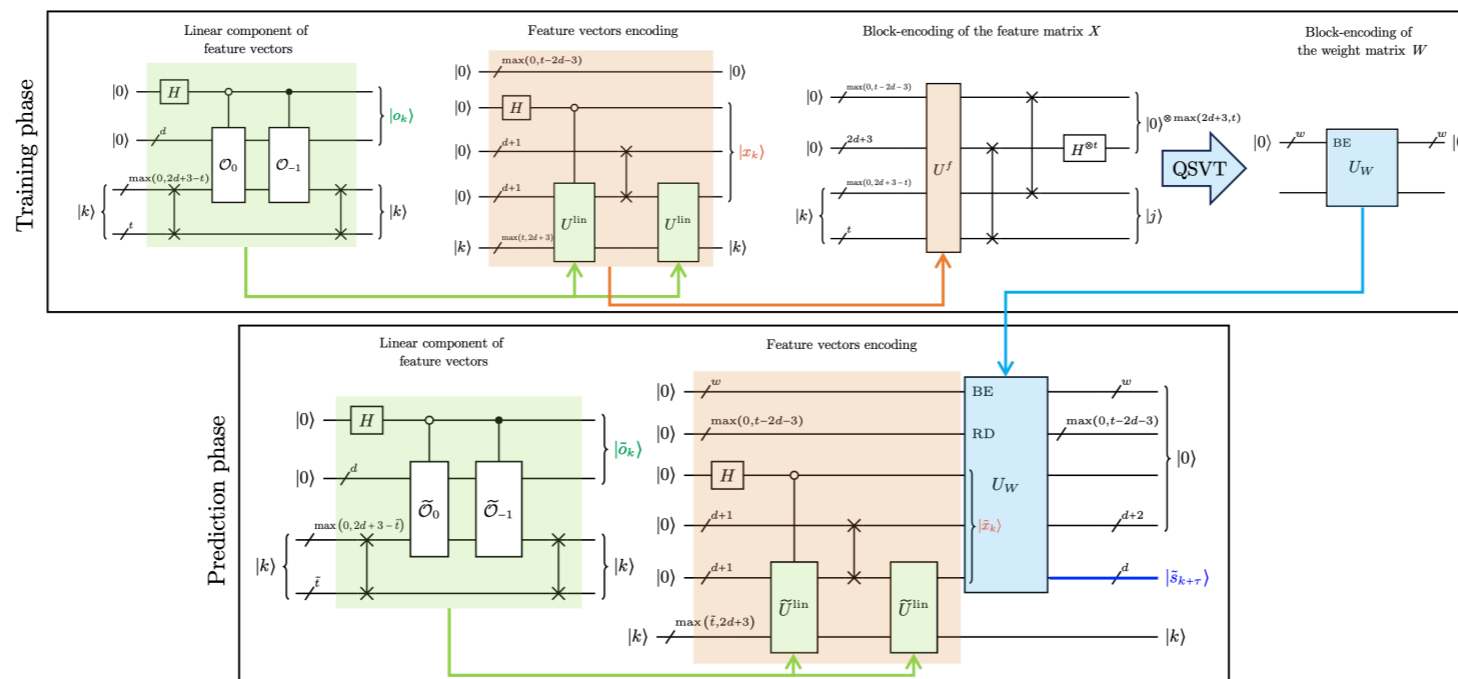 Training phase
Linear component of
feature vectors
|0⟩ H
|o_k⟩
|0⟩ d
𝒪_0 𝒪_{-1}
max(0,2d+3−t)
|k⟩ |k⟩
t
Feature vectors encoding
|0⟩ max(0,t−2d−3) |0⟩
|0⟩ H
|0⟩ d+1
|x_k⟩
|0⟩ d+1
U^lin U^lin
|k⟩ max(t,2d+3) |k⟩
Block-encoding of the feature matrix X
|0⟩ max(0,t−2d−3)
|0⟩^{⊗ max(2d+3,t)}
|0⟩ 2d+3 H^{⊗t}
U^f
max(0,2d+3−t)
|k⟩ |j⟩
t
QSVT
Block-encoding of
the weight matrix W
|0⟩ w BE w
U_W
Prediction phase
Linear component of
feature vectors
|0⟩ H
|õ_k⟩
|0⟩ d
𝒪̃_0 𝒪̃_{-1}
max(0,2d+3−t̃)
|k⟩ |k⟩
t̃
Feature vectors encoding
|0⟩ w BE w
|0⟩ max(0,t−2d−3) RD max(0,t−2d−3)
|0⟩
|0⟩ H U_W
|0⟩ d+1 |x̃_k⟩ d+2
|0⟩ d+1 d |s̃_{k+τ}⟩
Ũ^lin Ũ^lin
|k⟩ max(t̃,2d+3) |k⟩